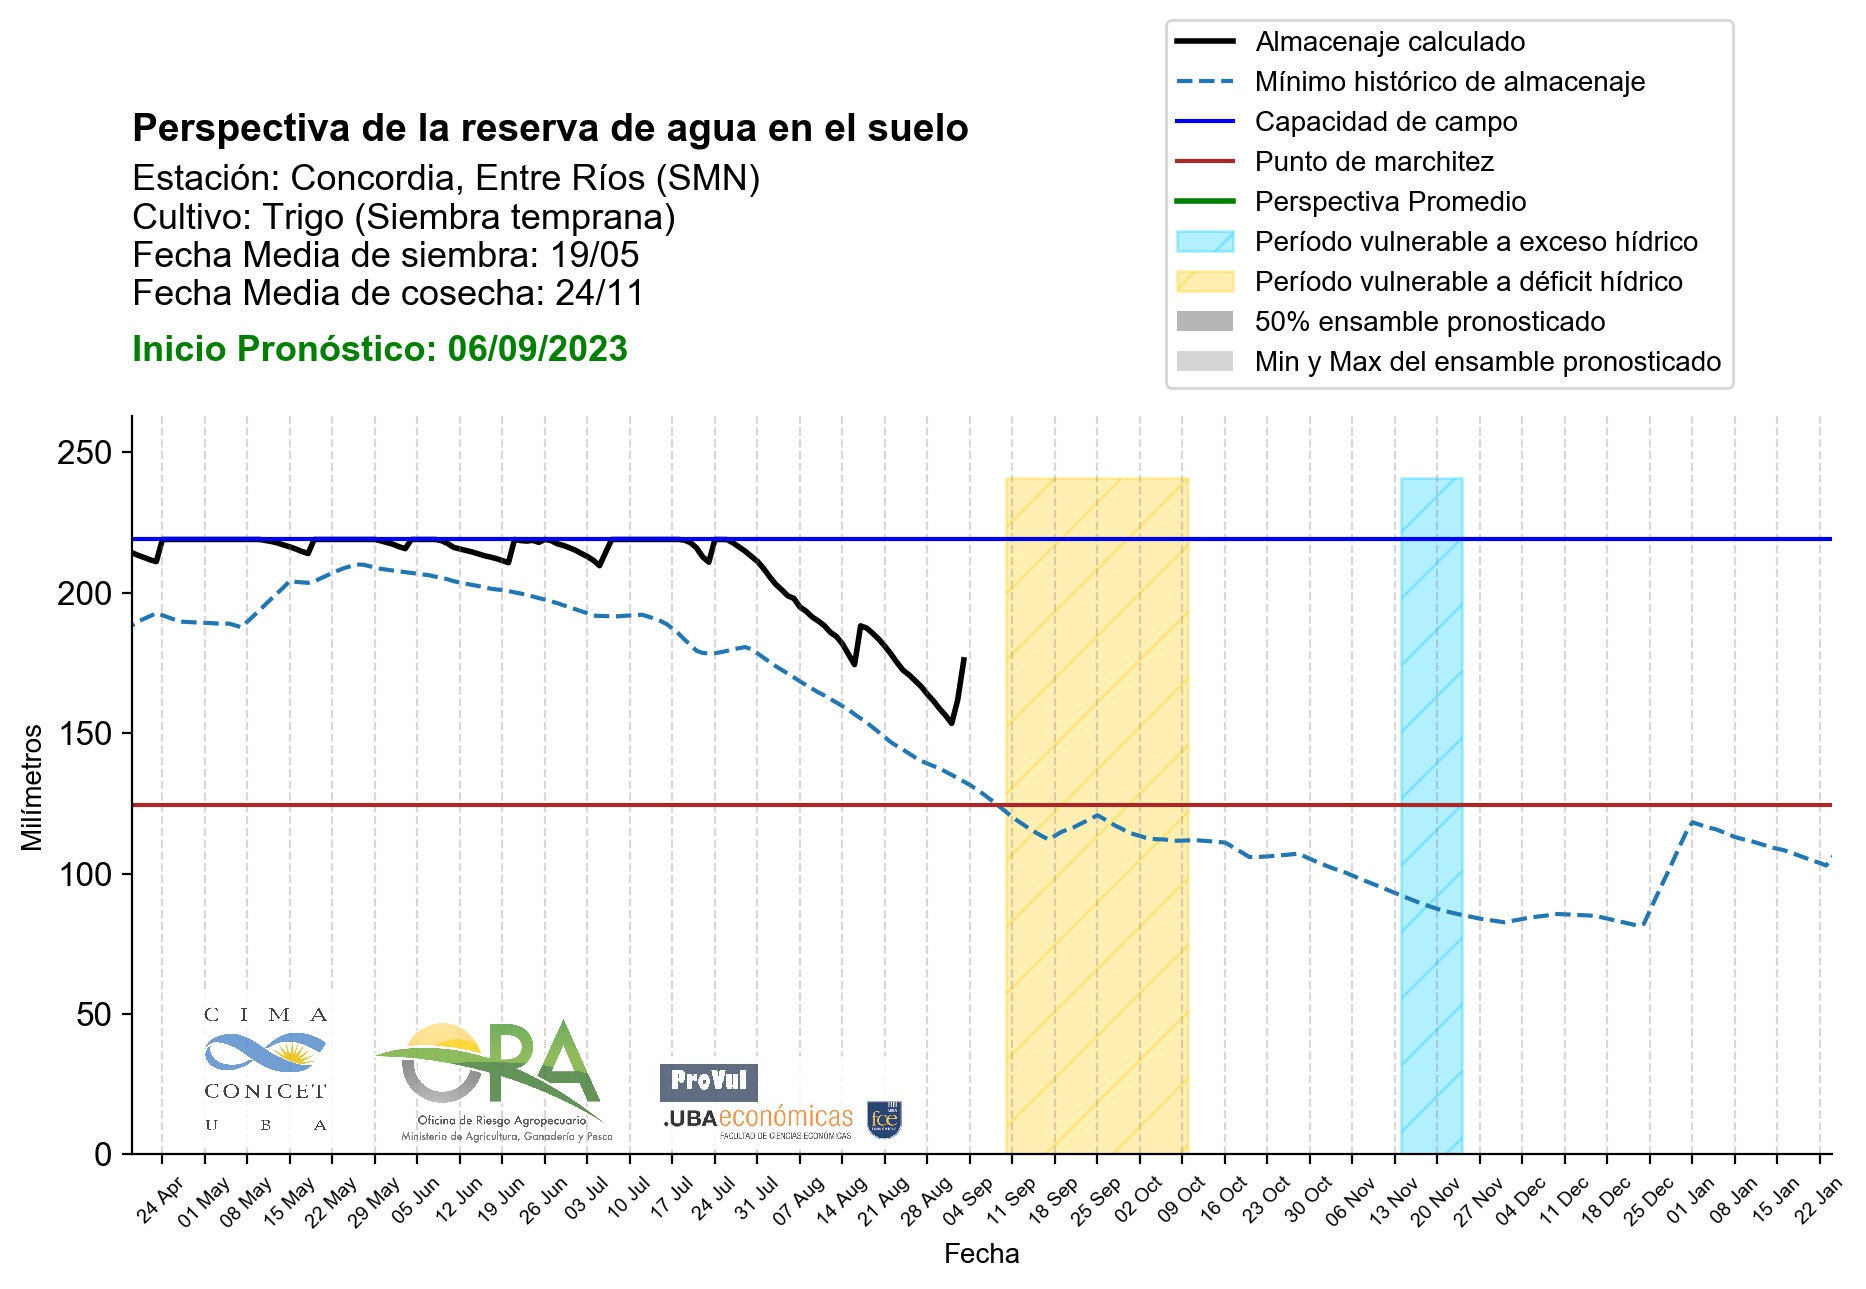 Almacenaje calculado
Mínimo histórico de almacenaje
Capacidad de campo
Punto de marchitez
Perspectiva Promedio
Período vulnerable a exceso hídrico
Período vulnerable a déficit hídrico
50% ensamble pronosticado
Min y Max del ensamble pronosticado
Perspectiva de la reserva de agua en el suelo
Estación: Concordia, Entre Ríos (SMN)
Cultivo: Trigo (Siembra temprana)
Fecha Media de siembra: 19/05
Fecha Media de cosecha: 24/11
Inicio Pronóstico: 06/09/2023
250
200
150
100
50
0
Milímetros
CIMA
CONICET
UBA
OPA
Oficina de Riesgo Agropecuario
Ministerio de Agricultura, Ganadería y Pesca
ProVul
.UBAeconómicas
FACULTAD DE CIENCIAS ECONÓMICAS
fce
24 Apr
01 May
08 May
15 May
22 May
29 May
05 Jun
12 Jun
19 Jun
26 Jun
03 Jul
10 Jul
17 Jul
24 Jul
31 Jul
07 Aug
14 Aug
21 Aug
28 Aug
04 Sep
11 Sep
18 Sep
25 Sep
02 Oct
09 Oct
16 Oct
23 Oct
30 Oct
06 Nov
13 Nov
20 Nov
27 Nov
04 Dec
11 Dec
18 Dec
25 Dec
01 Jan
08 Jan
15 Jan
22 Jan
Fecha